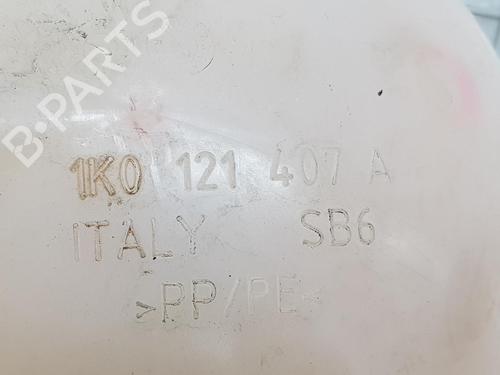 B-PARTS
1K0 121 407 A
ITALY SB6
>PP/PE<